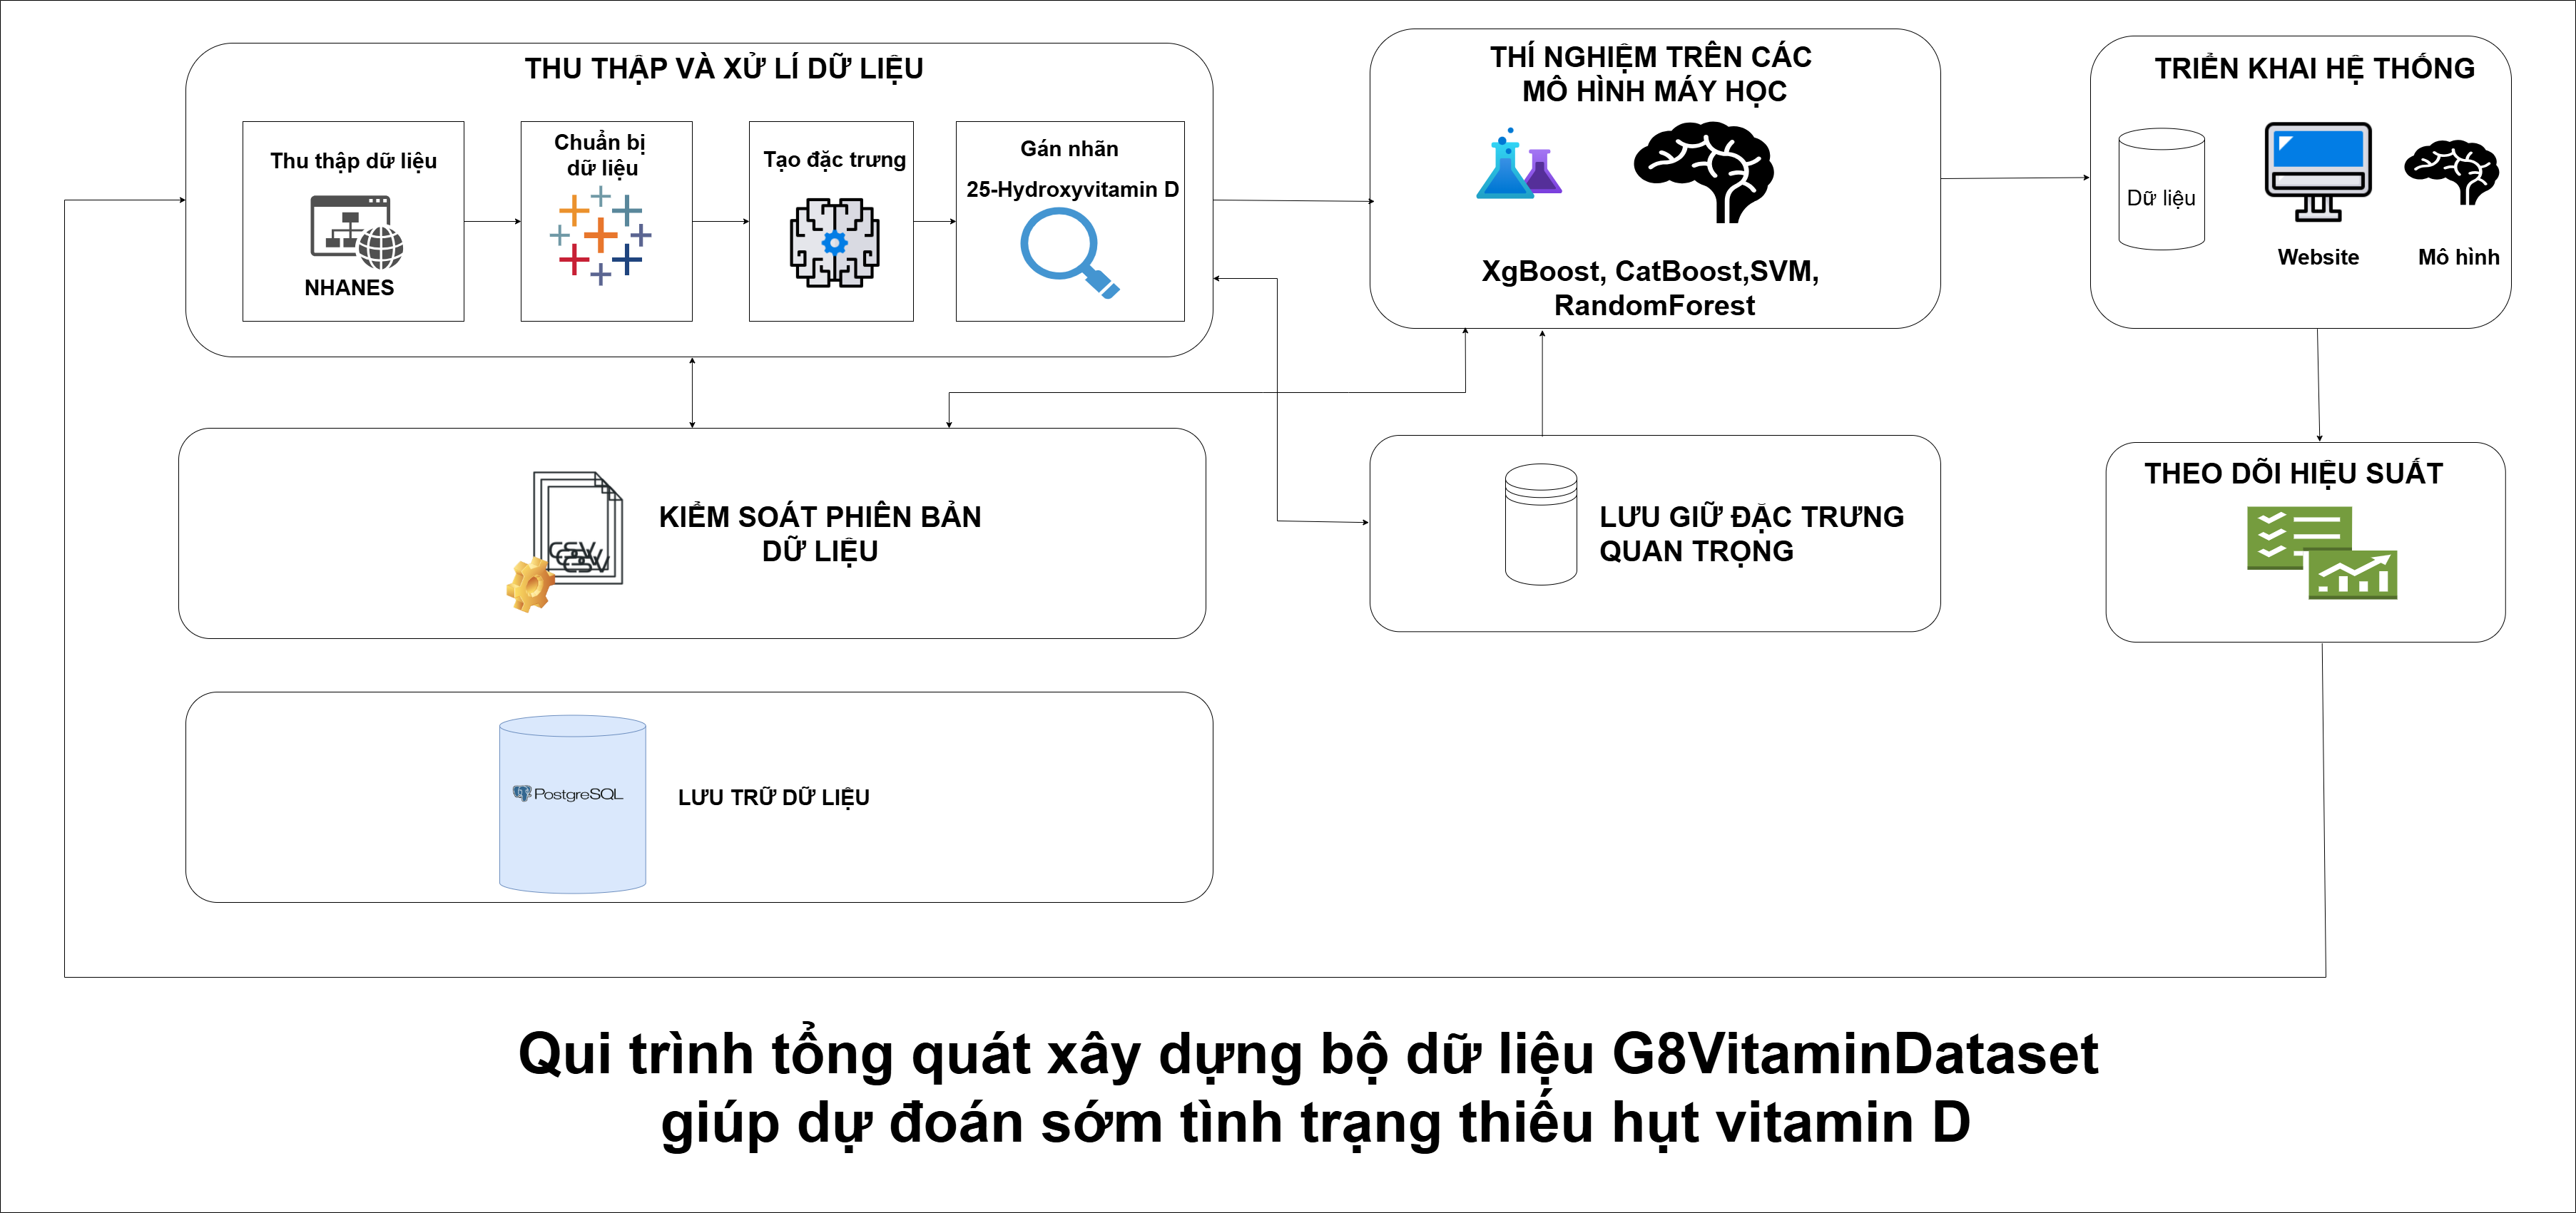 THU THẬP VÀ XỬ LÍ DỮ LIỆU
Thu thập dữ liệu
NHANES
Chuẩn bị
dữ liệu
Tạo đặc trưng
Gán nhãn
25-Hydroxyvitamin D
THÍ NGHIỆM TRÊN CÁC
MÔ HÌNH MÁY HỌC
XgBoost, CatBoost,SVM,
RandomForest
TRIỂN KHAI HỆ THỐNG
Dữ liệu
Website
Mô hình
CSV
CSV
KIỂM SOÁT PHIÊN BẢN
DỮ LIỆU
LƯU GIỮ ĐẶC TRƯNG
QUAN TRỌNG
THEO DÕI HIỆU SUẤT
PostgreSQL
LƯU TRỮ DỮ LIỆU
Qui trình tổng quát xây dựng bộ dữ liệu G8VitaminDataset
giúp dự đoán sớm tình trạng thiếu hụt vitamin D